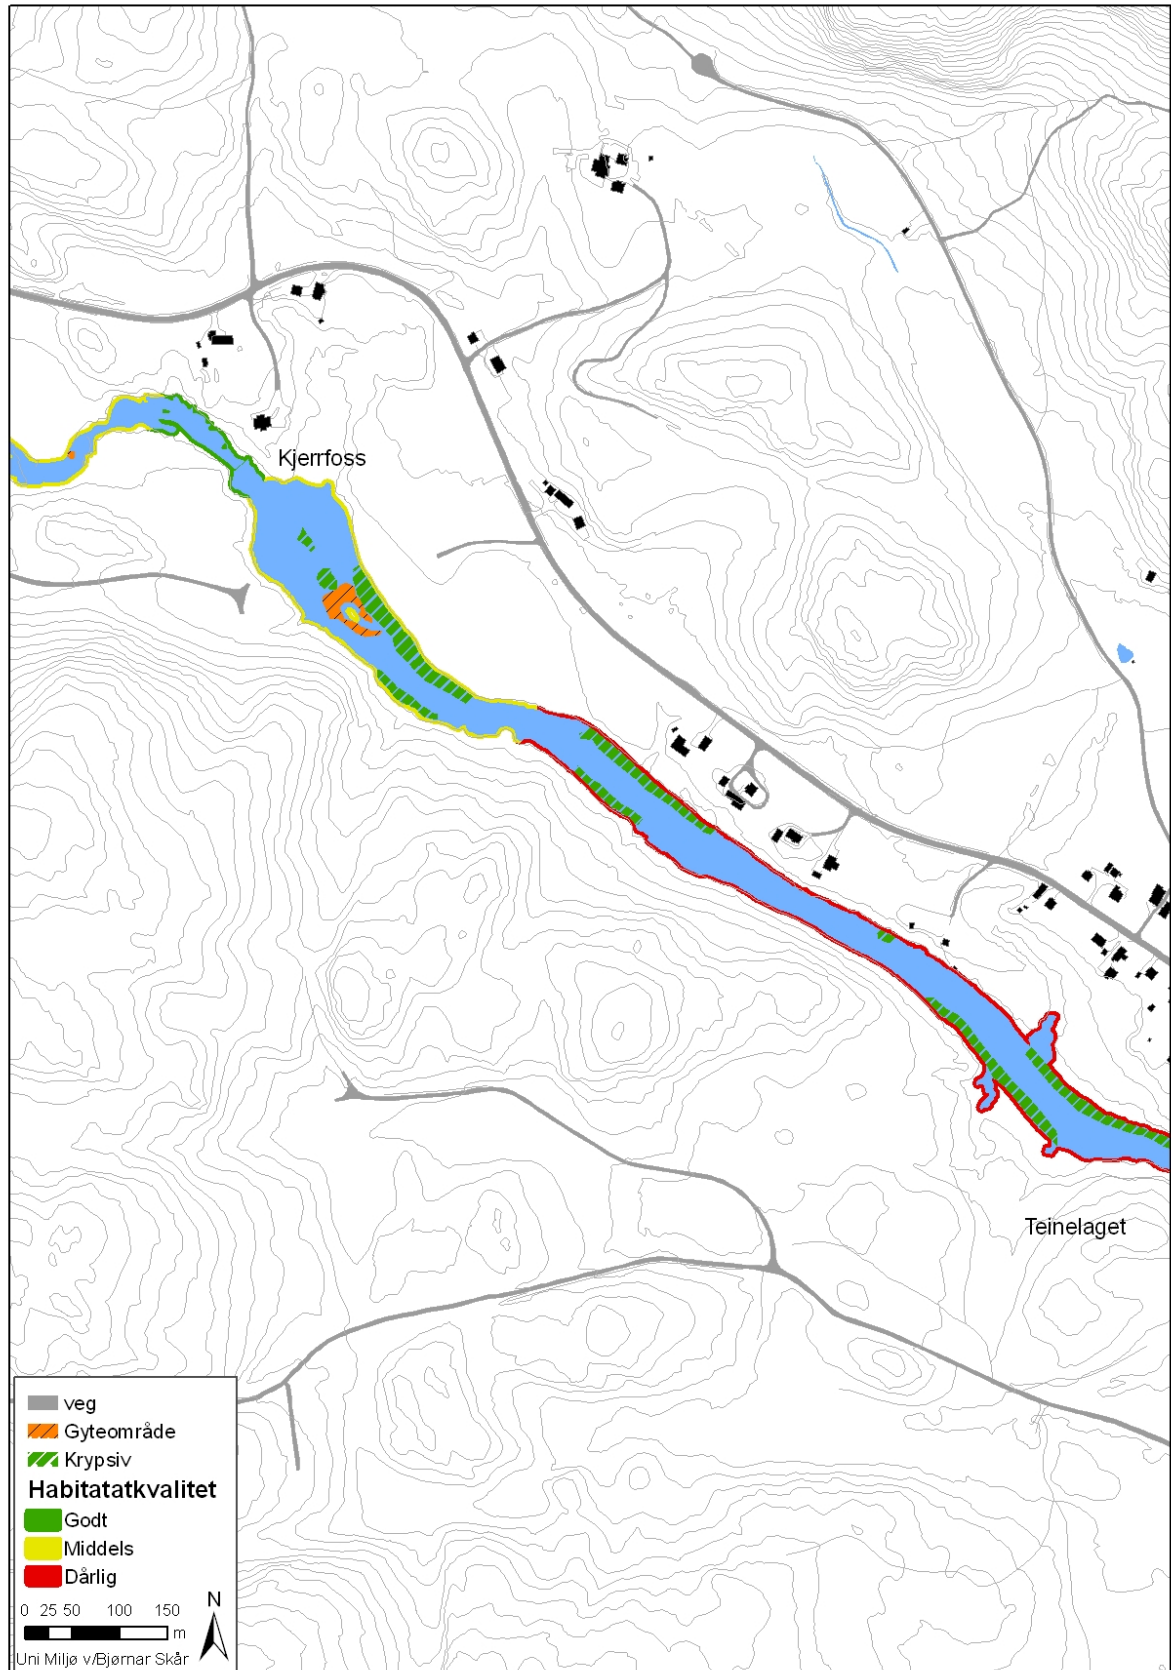 Kjerrfoss
Teinelaget
veg
Gyteområde
Krypsiv
Habitatatkvalitet
Godt
Middels
Dårlig
N
0 25 50 100 150
m
Uni Miljø v/Bjørnar Skår